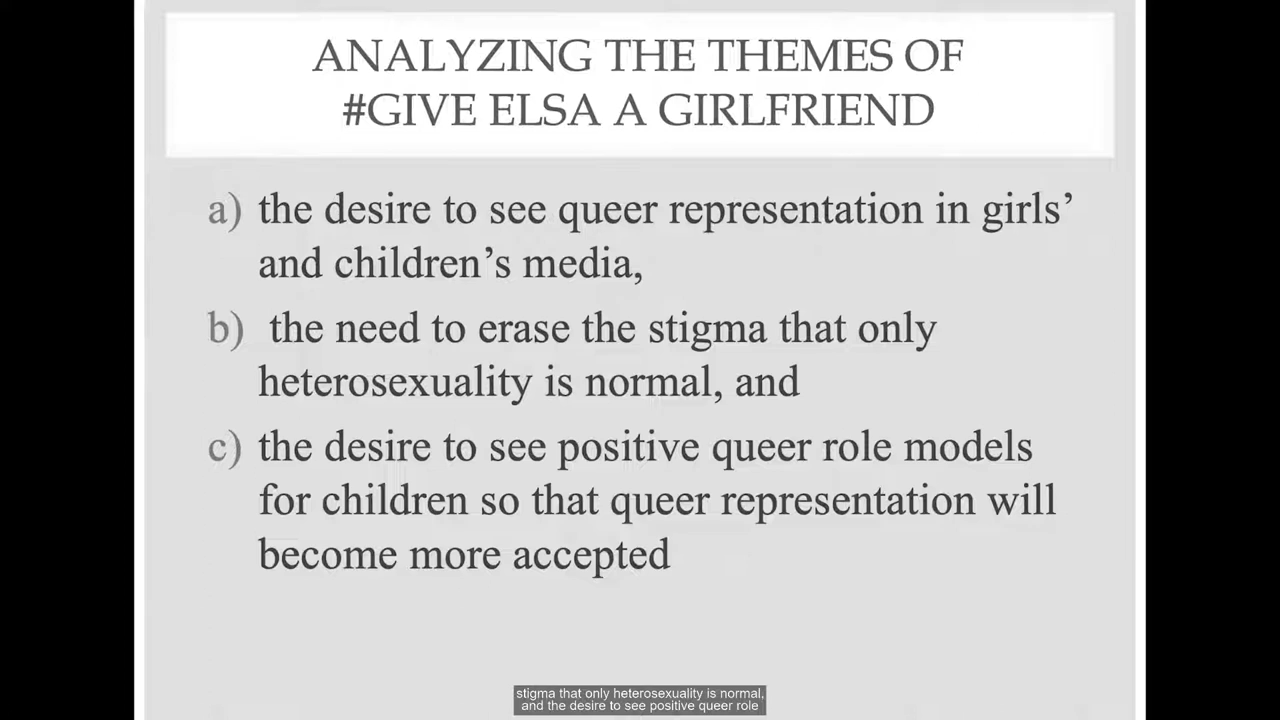 ANALYZING THE THEMES OF
#GIVE ELSA A GIRLFRIEND
a) the desire to see queer representation in girls’
and children’s media,
b) the need to erase the stigma that only
heterosexuality is normal, and
c) the desire to see positive queer role models
for children so that queer representation will
become more accepted
stigma that only heterosexuality is normal,
and the desire to see positive queer role